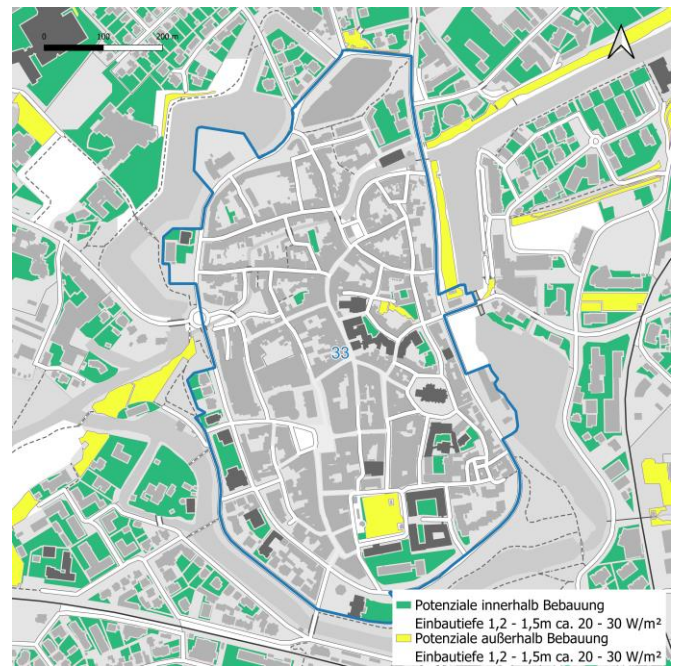 0 100 200 m
33
Potenziale innerhalb Bebauung
Einbautiefe 1,2 - 1,5m ca. 20 - 30 W/m²
Potenziale außerhalb Bebauung
Einbautiefe 1,2 - 1,5m ca. 20 - 30 W/m²